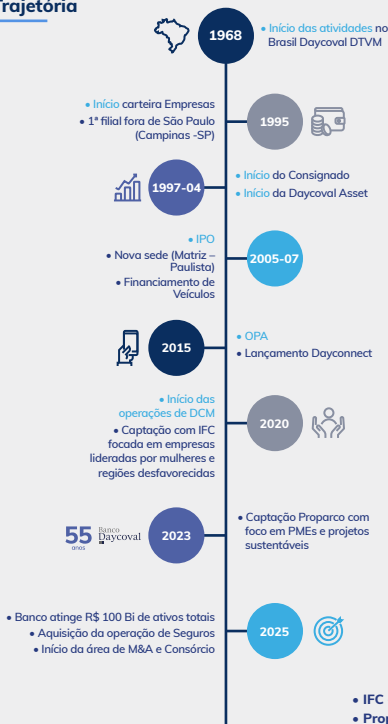 Trajetória
1968
• Início das atividades no
Brasil Daycoval DTVM
• Início carteira Empresas
• 1ª filial fora de São Paulo
(Campinas -SP)
1995
1997-04
• Início do Consignado
• Início da Daycoval Asset
• IPO
• Nova sede (Matriz –
Paulista)
• Financiamento de
Veículos
2005-07
2015
• OPA
• Lançamento Dayconnect
• Início das
operações de DCM
• Captação com IFC
focada em empresas
lideradas por mulheres e
regiões desfavorecidas
2020
55
anos
Banco
Daycoval
2023
• Captação Proparco com
foco em PMEs e projetos
sustentáveis
• Banco atinge R$ 100 Bi de ativos totais
• Aquisição da operação de Seguros
• Início da área de M&A e Consórcio
2025
• IFC